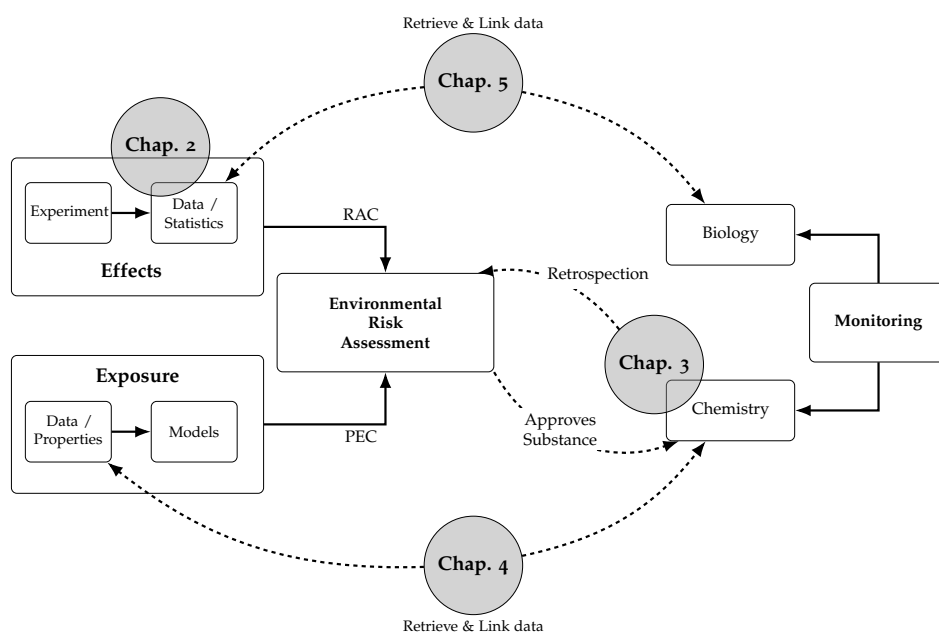 Retrieve & Link data
Chap. 5
Chap. 2
Experiment
Data /
Statistics
Effects
RAC
Biology
Retrospection
Environmental
Risk
Assessment
Monitoring
Chap. 3
Exposure
Chemistry
Data /
Properties
Models
Approves
Substance
PEC
Chap. 4
Retrieve & Link data